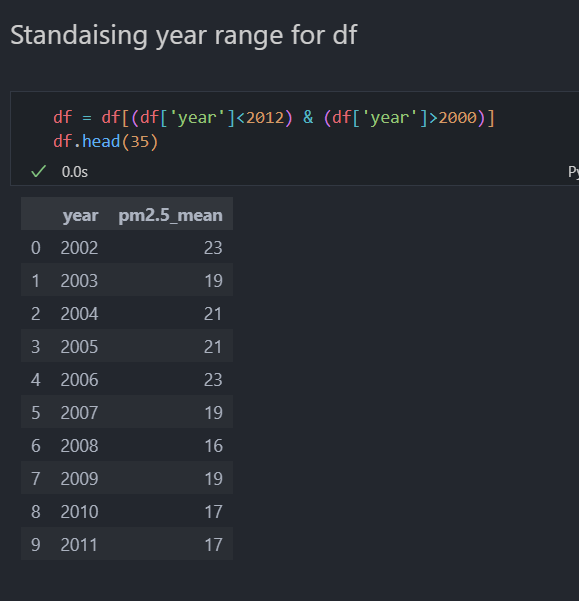 Standaising year range for df
df = df[(df['year']<2012) & (df['year']>2000)]
df.head(35)
0.0s
Py
year pm2.5_mean
0 2002 23
1 2003 19
2 2004 21
3 2005 21
4 2006 23
5 2007 19
6 2008 16
7 2009 19
8 2010 17
9 2011 17